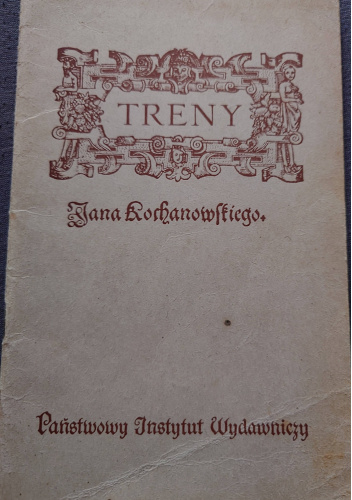 TRENY
Jana Kochanowſkiego.
Państwowy Instytut Wydawniczy